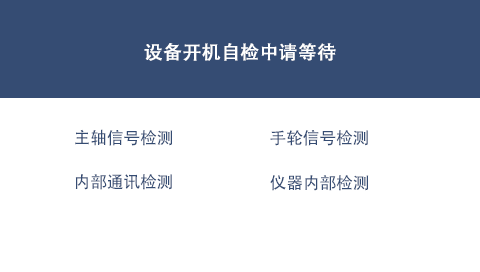 设备开机自检中请等待
主轴信号检测
手轮信号检测
内部通讯检测
仪器内部检测